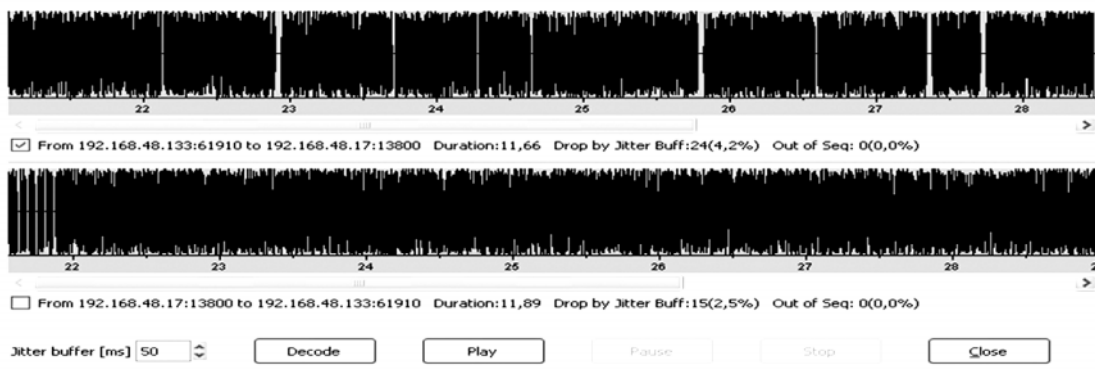 22 23 24 25 26 27 28
From 192.168.48.133:61910 to 192.168.48.17:13800 Duration:11,66 Drop by Jitter Buff:24(4,2%) Out of Seq: 0(0,0%)
22 23 24 25 26 27 28 2
From 192.168.48.17:13800 to 192.168.48.133:61910 Duration:11,89 Drop by Jitter Buff:15(2,5%) Out of Seq: 0(0,0%)
Jitter buffer [ms] 50 Decode Play Pause Stop Close